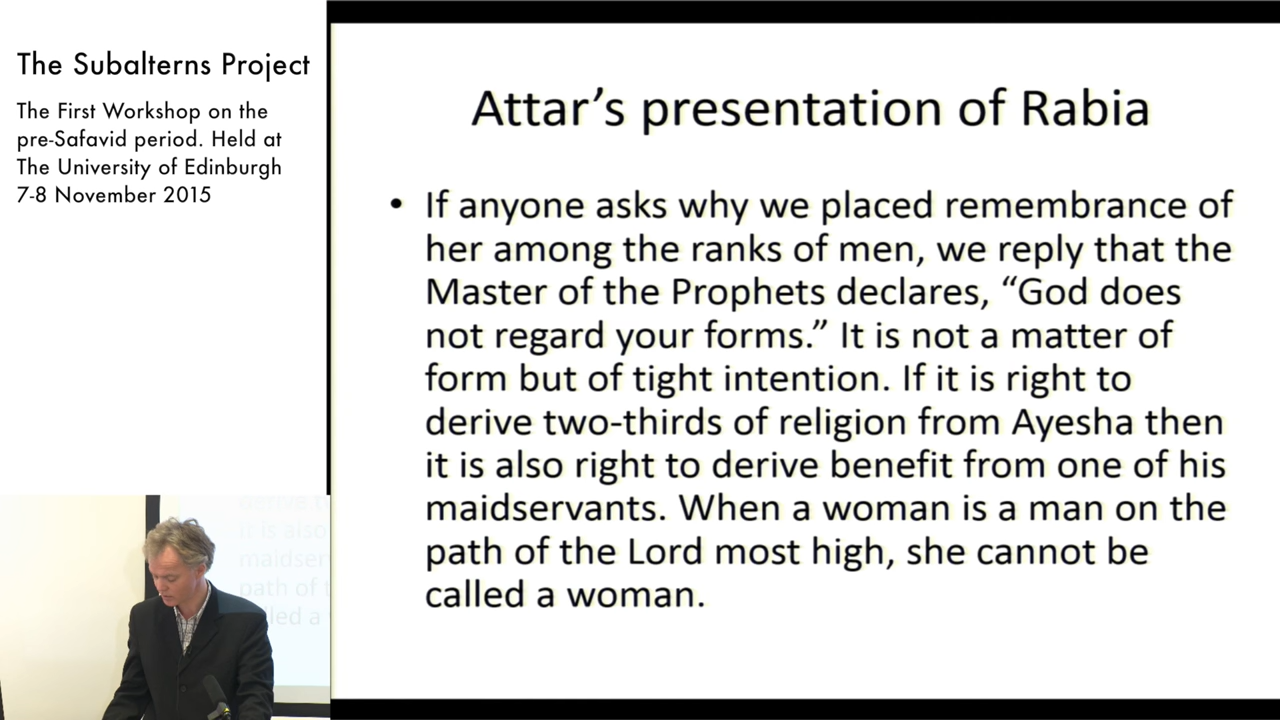 The Subalterns Project
The First Workshop on the
pre-Safavid period. Held at
The University of Edinburgh
7-8 November 2015
Attar’s presentation of Rabia
• If anyone asks why we placed remembrance of
her among the ranks of men, we reply that the
Master of the Prophets declares, “God does
not regard your forms.” It is not a matter of
form but of tight intention. If it is right to
derive two-thirds of religion from Ayesha then
it is also right to derive benefit from one of his
maidservants. When a woman is a man on the
path of the Lord most high, she cannot be
called a woman.
it is also
path of